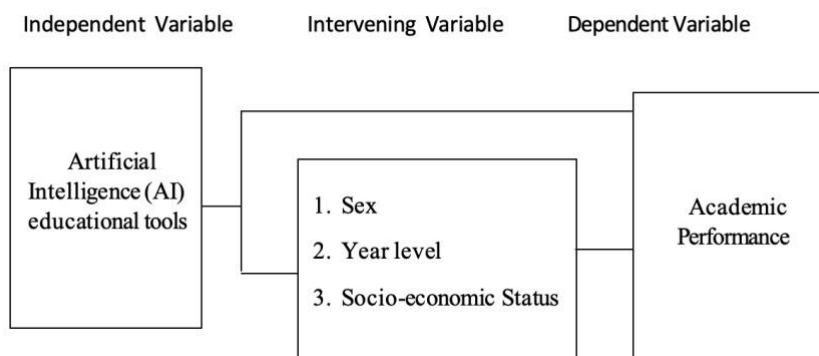 Independent Variable
Intervening Variable
Dependent Variable
Artificial
Intelligence (AI)
educational tools
1. Sex
2. Year level
3. Socio-economic Status
Academic
Performance